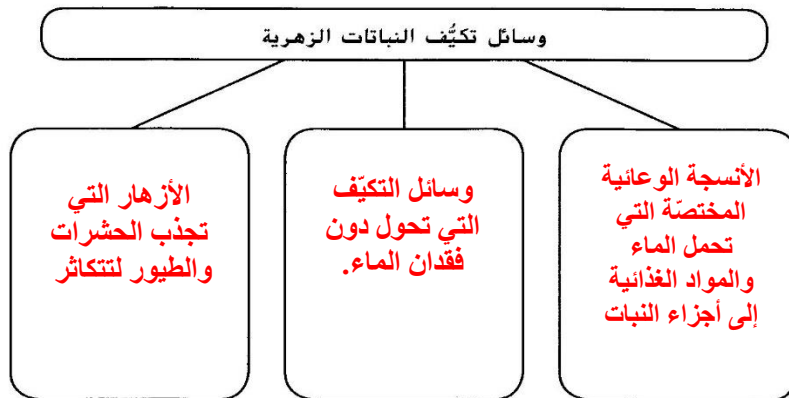 وسائل تكيُّف النباتات الزهرية
الأنسجة الوعائية
المختصّة التي
تحمل الماء
والمواد الغذائية
إلى أجزاء النبات
وسائل التكيّف
التي تحول دون
فقدان الماء.
الأزهار التي
تجذب الحشرات
والطيور لتتكاثر